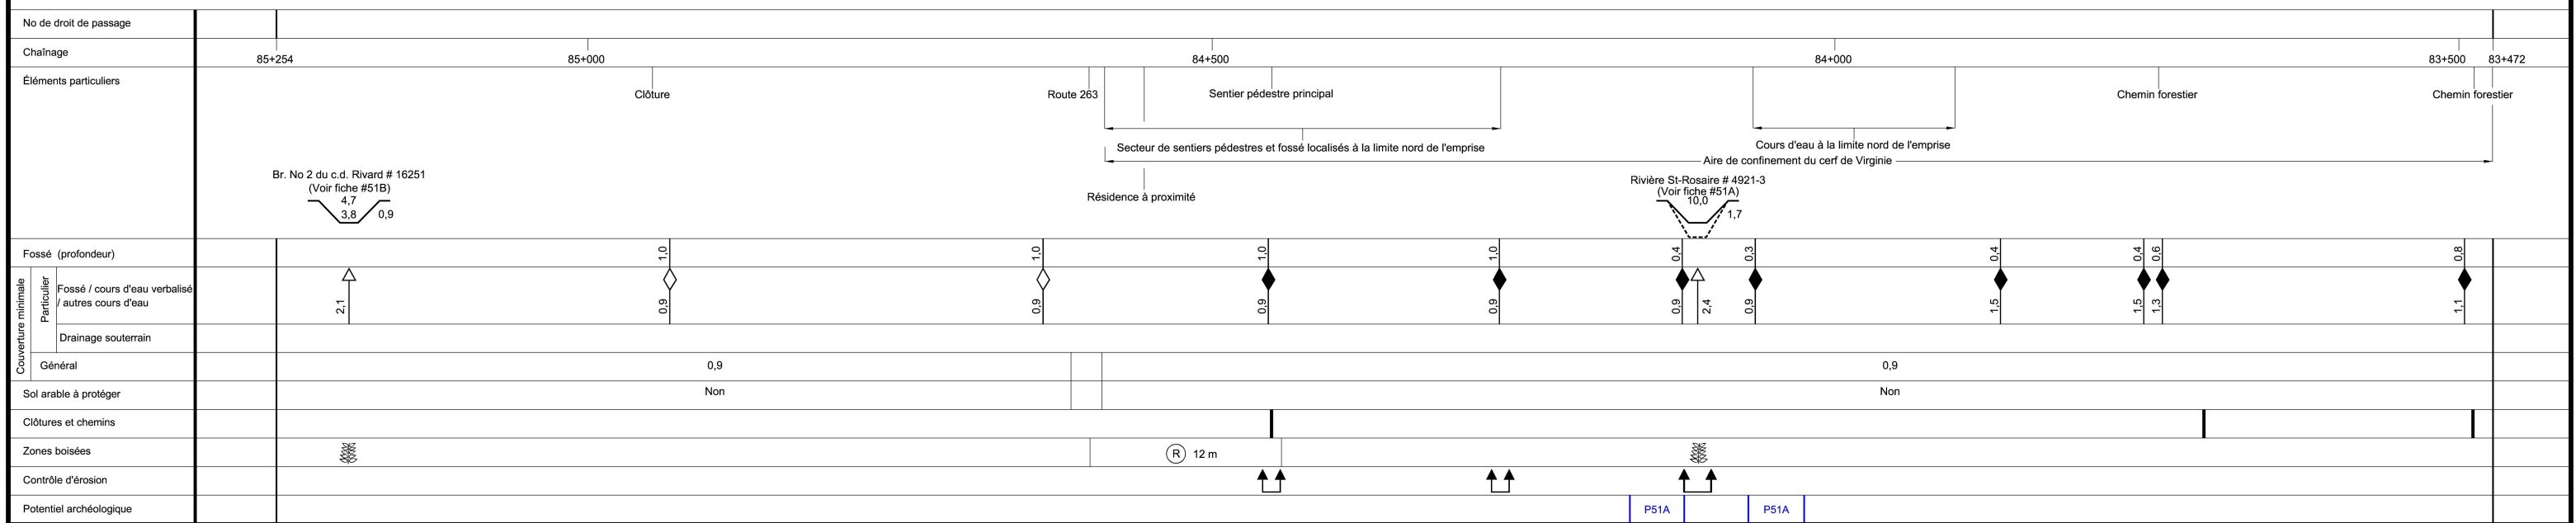 No de droit de passage
Chaînage
85+254 85+000 84+500 84+000 83+500 83+472
Éléments particuliers
Clôture Route 263 Sentier pédestre principal Chemin forestier Chemin forestier
Secteur de sentiers pédestres et fossé localisés à la limite nord de l'emprise Cours d'eau à la limite nord de l'emprise
Aire de confinement du cerf de Virginie
Br. No 2 du c.d. Rivard # 16251
(Voir fiche #51B)
4,7
3,8 0,9
Résidence à proximité
Rivière St-Rosaire # 4921-3
(Voir fiche #51A)
10,0
1,7
Fossé (profondeur)
1,0 1,0 1,0 1,0 0,4 0,3 0,4 0,4 0,6 0,8
Couverture minimale
Particulier
Fossé / cours d'eau verbalisé
/ autres cours d'eau
2,1 0,9 0,9 0,9 0,9 0,9 2,4 0,9 1,5 1,5 1,3 1,1
Drainage souterrain
Général 0,9 0,9
Sol arable à protéger Non Non
Clôtures et chemins
Zones boisées R 12 m
Contrôle d'érosion
Potentiel archéologique P51A P51A